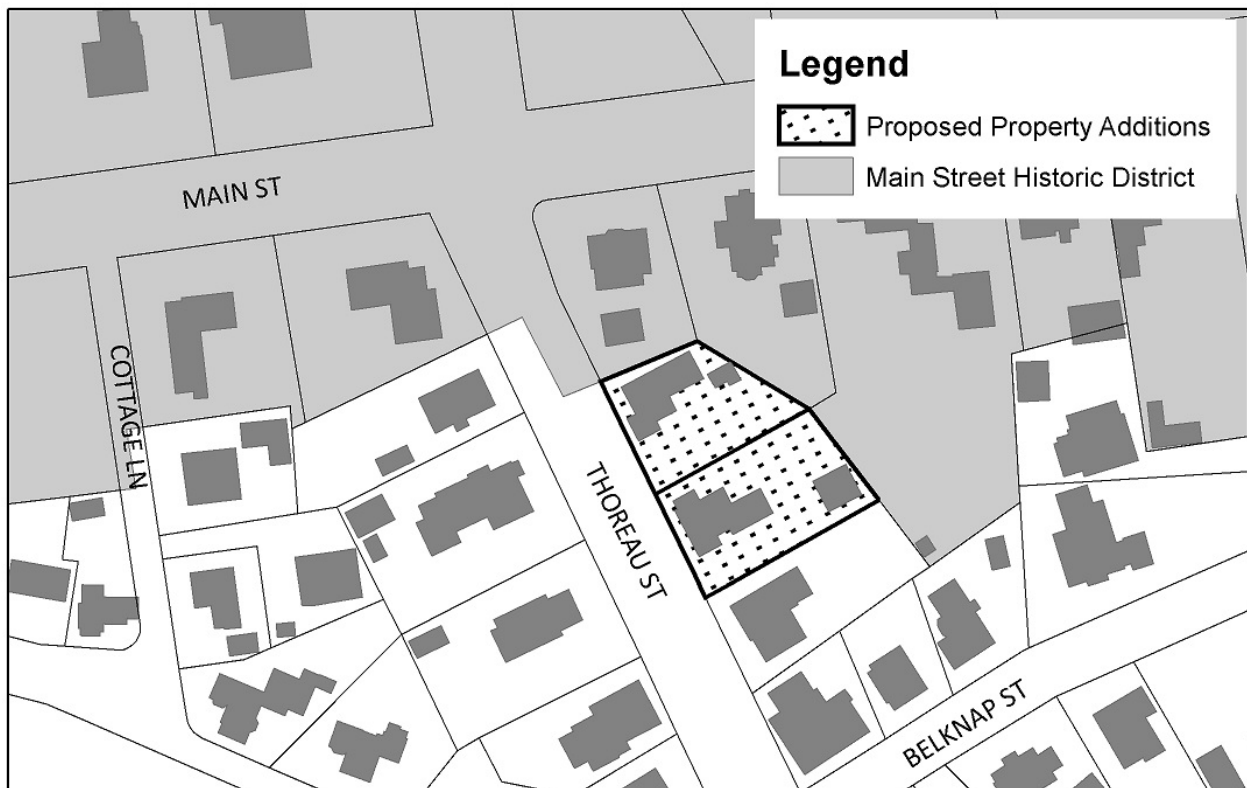 Legend
Proposed Property Additions
Main Street Historic District
MAIN ST
COTTAGE LN
THOREAU ST
BELKNAP ST